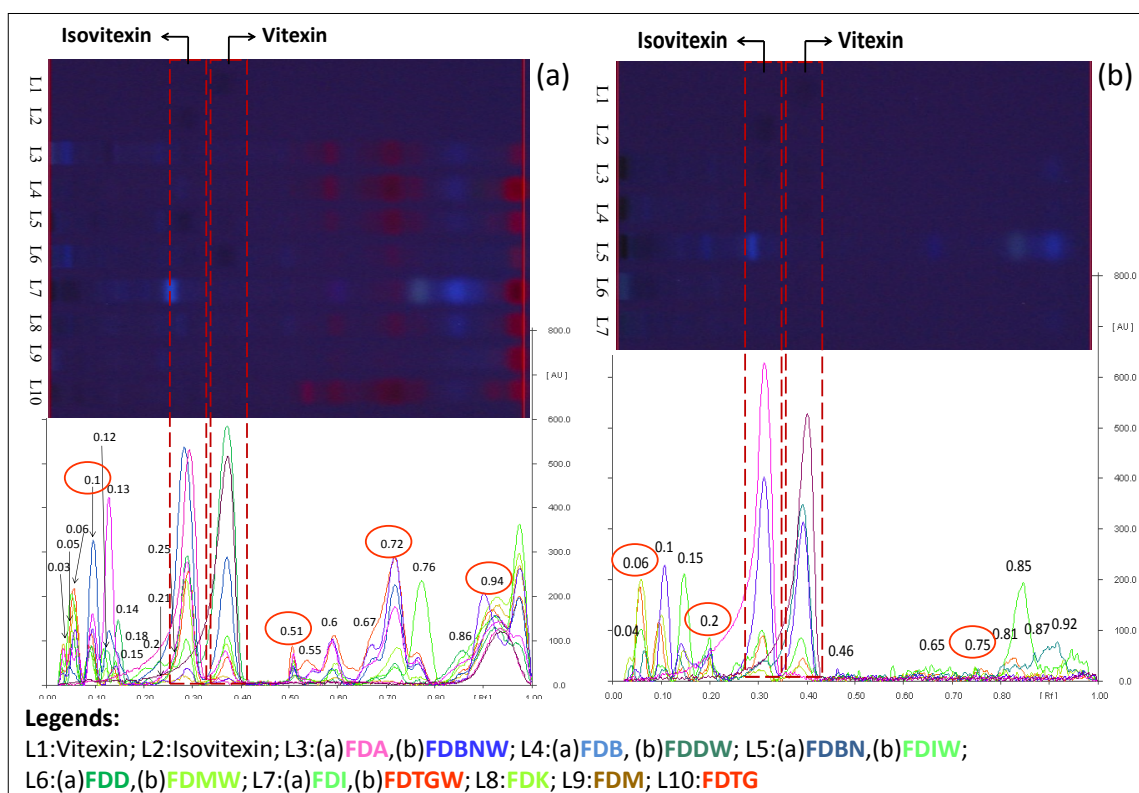 Isovitexin Vitexin
(a)
L1
L2
L3
L4
L5
L6
L7
L8
L9
L10
800.0
[ AU ]
600.0
500.0
400.0
300.0
200.0
100.0
0.0
0.03
0.05
0.06
0.1
0.12
0.13
0.14
0.15
0.18
0.2
0.21
0.25
0.51
0.55
0.6
0.67
0.72
0.76
0.86
0.94
0.00 0.10 0.20 0.30 0.40 0.50 0.60 0.70 0.80 [ Rf ] 1.00
Isovitexin Vitexin
(b)
L1
L2
L3
L4
L5
L6
L7
800.0
[ AU ]
600.0
500.0
400.0
300.0
200.0
100.0
0.0
0.04
0.06
0.1
0.15
0.2
0.46
0.65
0.75
0.81
0.85
0.87
0.92
0.00 0.10 0.20 0.30 0.40 0.50 0.60 0.70 0.80 [ Rf ] 1.00
Legends:
L1:Vitexin; L2:Isovitexin; L3:(a)FDA,(b)FDBNW; L4:(a)FDB, (b)FDDW; L5:(a)FDBN,(b)FDIW;
L6:(a)FDD,(b)FDMW; L7:(a)FDI,(b)FDTGW; L8:FDK; L9:FDM; L10:FDTG